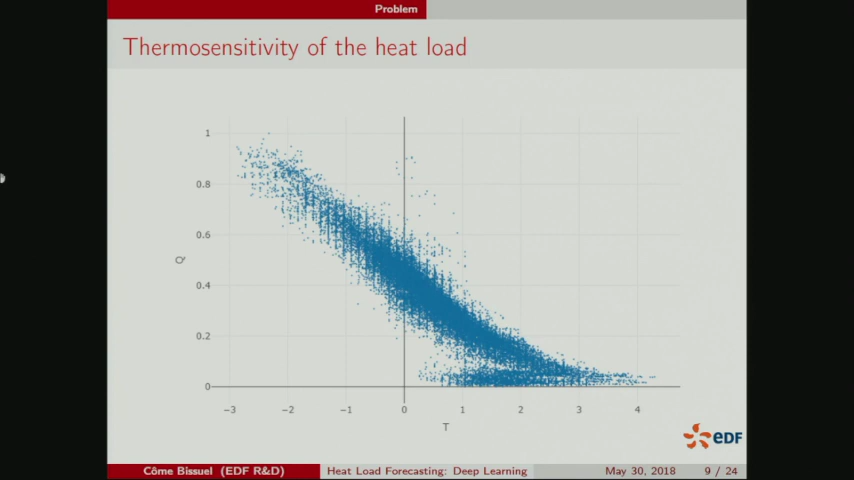 Problem
Thermosensitivity of the heat load
1
0.8
0.6
0.4
0.2
0
Q
−3
−2
−1
0
1
2
3
4
T
EDF
Côme Bissuel (EDF R&D)
Heat Load Forecasting: Deep Learning
May 30, 2018
9 / 24